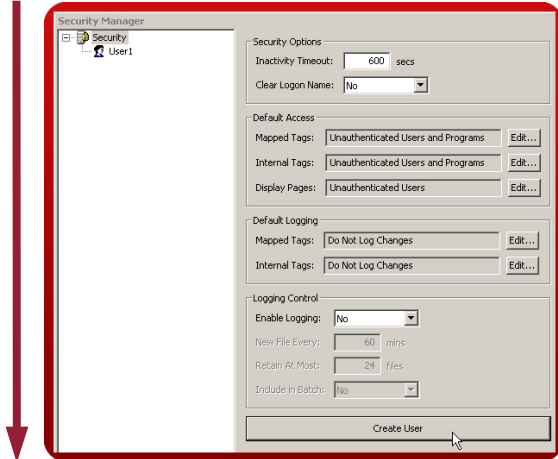 Security Manager
Security
User1
Security Options
Inactivity Timeout: 600 secs
Clear Logon Name: No
Default Access
Mapped Tags: Unauthenticated Users and Programs Edit...
Internal Tags: Unauthenticated Users and Programs Edit...
Display Pages: Unauthenticated Users Edit...
Default Logging
Mapped Tags: Do Not Log Changes Edit...
Internal Tags: Do Not Log Changes Edit...
Logging Control
Enable Logging: No
New File Every: 60 mins
Retain At Most: 24 files
Include in Batch: No
Create User